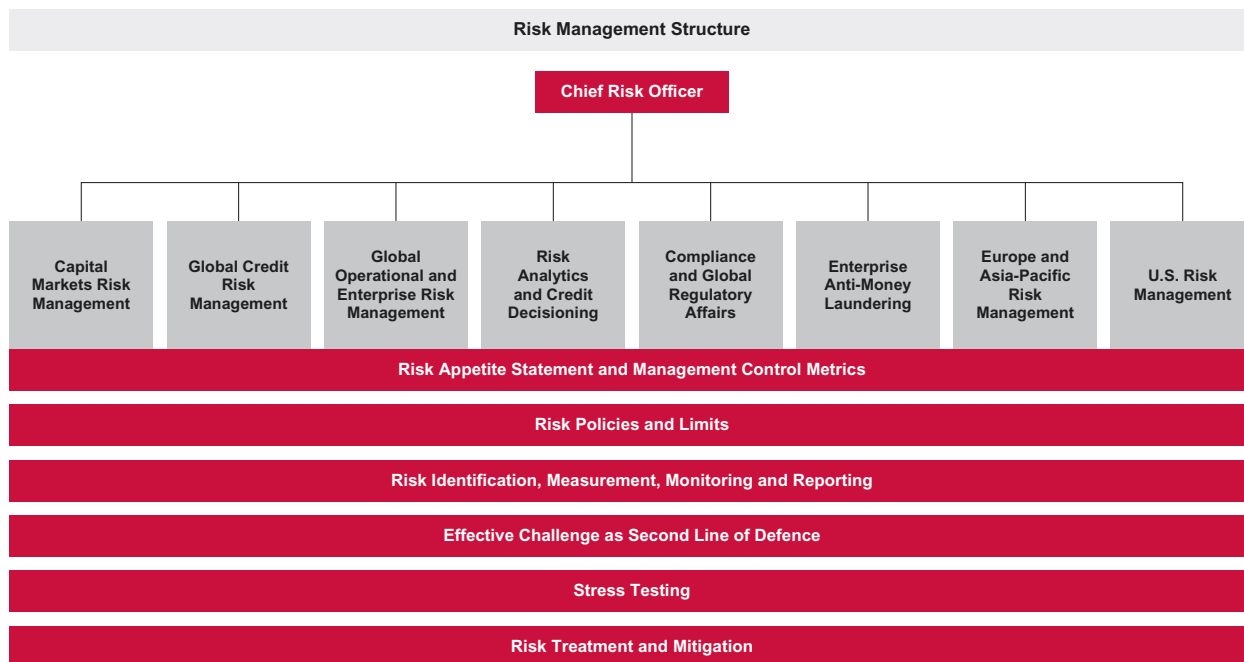 Risk Management Structure
Chief Risk Officer
Capital
Markets Risk
Management
Global Credit
Risk
Management
Global
Operational and
Enterprise Risk
Management
Risk
Analytics
and Credit
Decisioning
Compliance
and Global
Regulatory
Affairs
Enterprise
Anti-Money
Laundering
Europe and
Asia-Pacific
Risk
Management
U.S. Risk
Management
Risk Appetite Statement and Management Control Metrics
Risk Policies and Limits
Risk Identification, Measurement, Monitoring and Reporting
Effective Challenge as Second Line of Defence
Stress Testing
Risk Treatment and Mitigation